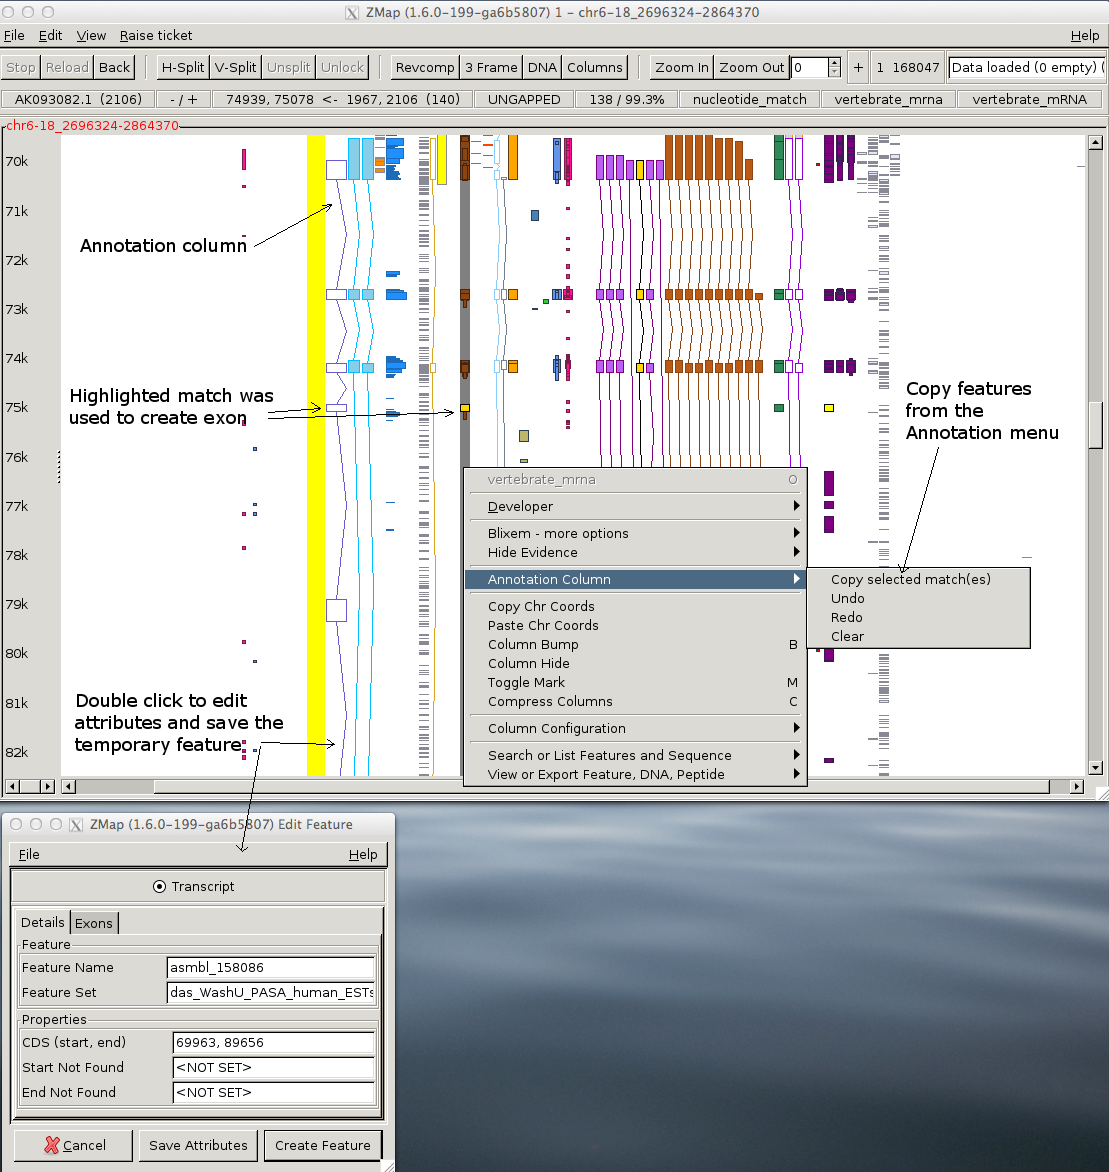 ZMap (1.6.0-199-ga6b5807) 1 - chr6-18_2696324-2864370
File Edit View Raise ticket Help
Stop Reload Back H-Split V-Split Unsplit Unlock Revcomp 3 Frame DNA Columns Zoom In Zoom Out 0 + 1 168047 Data loaded (0 empty) (
AK093082.1 (2106) - / + 74939, 75078 <- 1967, 2106 (140) UNGAPPED 138 / 99.3% nucleotide_match vertebrate_mrna vertebrate_mRNA
chr6-18_2696324-2864370
70k
71k
Annotation column
72k
73k
74k
75k
Highlighted match was
used to create exon
Copy features
from the
Annotation menu
76k
77k
78k
79k
80k
81k
82k
vertebrate_mrna O
Developer
Blixem - more options
Hide Evidence
Annotation Column
Copy selected match(es)
Undo
Redo
Clear
Copy Chr Coords
Paste Chr Coords
Column Bump B
Column Hide
Toggle Mark M
Compress Columns C
Column Configuration
Search or List Features and Sequence
View or Export Feature, DNA, Peptide
Double click to edit
attributes and save the
temporary feature
ZMap (1.6.0-199-ga6b5807) Edit Feature
File Help
Transcript
Details Exons
Feature
Feature Name asmbl_158086
Feature Set das_WashU_PASA_human_ESTs
Properties
CDS (start, end) 69963, 89656
Start Not Found <NOT SET>
End Not Found <NOT SET>
Cancel Save Attributes Create Feature